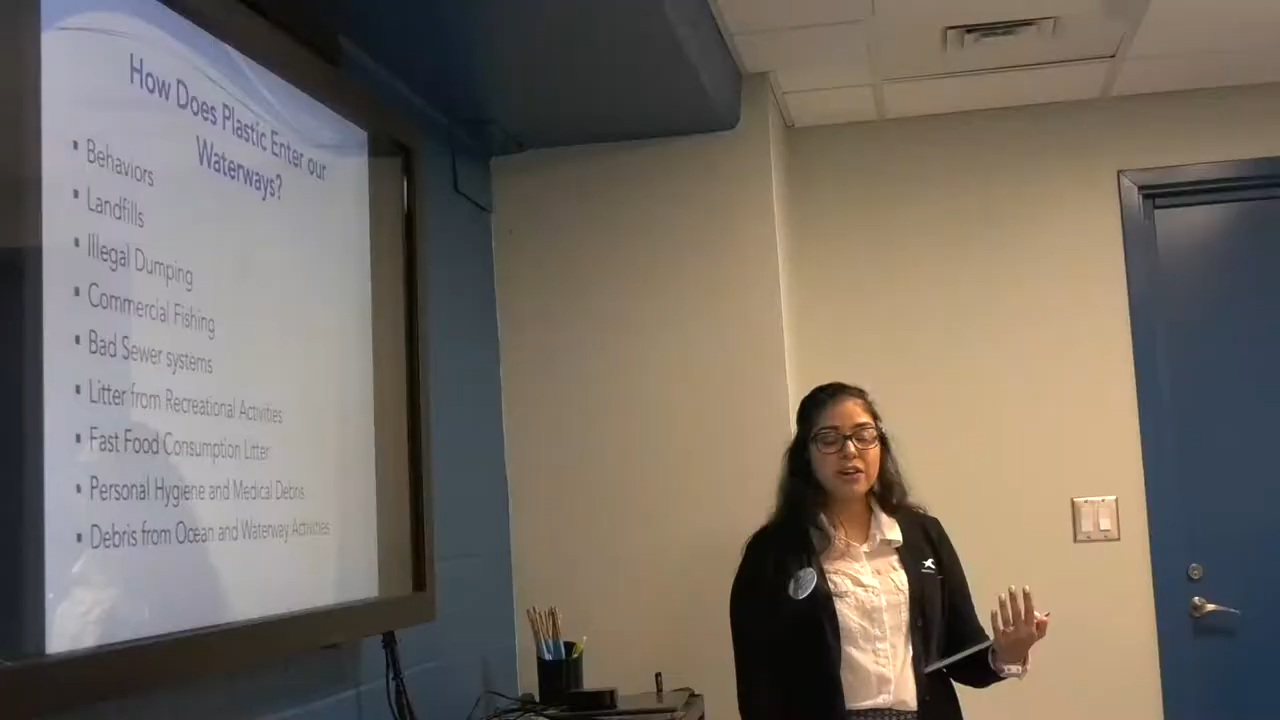 How Does Plastic Enter our
Waterways?
▪ Behaviors
▪ Landfills
▪ Illegal Dumping
▪ Commercial Fishing
▪ Bad Sewer systems
▪ Litter from Recreational Activities
▪ Fast Food Consumption Litter
▪ Personal Hygiene and Medical Debris
▪ Debris from Ocean and Waterway Activities